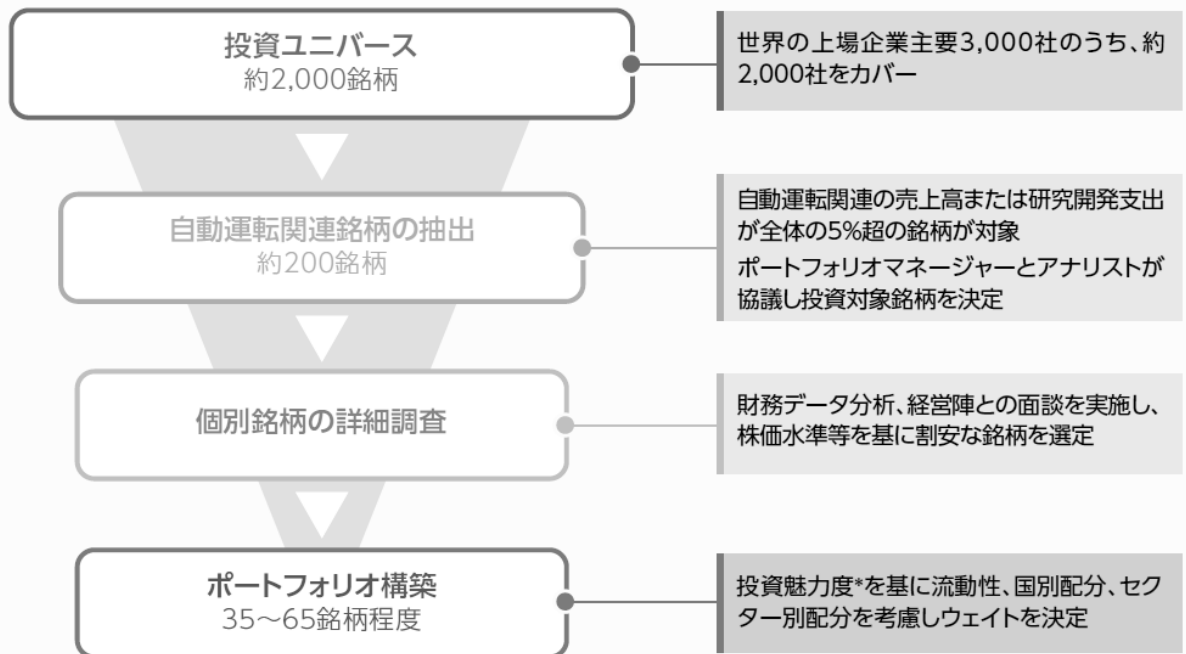 投資ユニバース
約2,000銘柄
世界の上場企業主要3,000社のうち、約
2,000社をカバー
自動運転関連銘柄の抽出
約200銘柄
自動運転関連の売上高または研究開発支出
が全体の5%超の銘柄が対象
ポートフォリオマネージャーとアナリストが
協議し投資対象銘柄を決定
個別銘柄の詳細調査
財務データ分析、経営陣との面談を実施し、
株価水準等を基に割安な銘柄を選定
ポートフォリオ構築
35～65銘柄程度
投資魅力度*を基に流動性、国別配分、セク
ター別配分を考慮しウェイトを決定